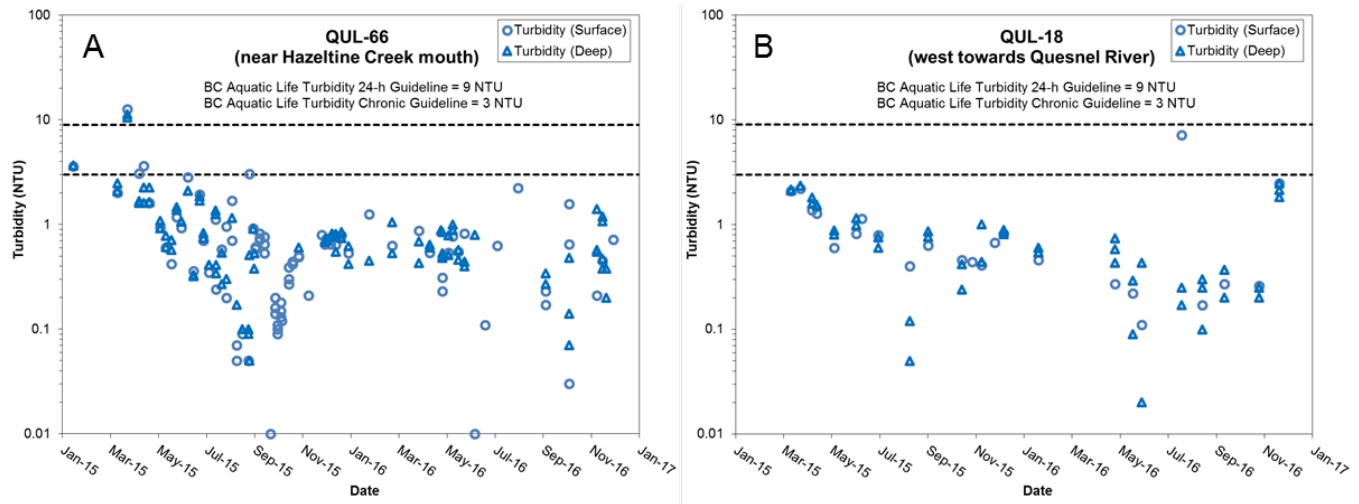 A
QUL-66
(near Hazeltine Creek mouth)
Turbidity (Surface)
Turbidity (Deep)
BC Aquatic Life Turbidity 24-h Guideline = 9 NTU
BC Aquatic Life Turbidity Chronic Guideline = 3 NTU
Turbidity (NTU)
100
10
1
0.1
0.01
Jan-15
Mar-15
May-15
Jul-15
Sep-15
Nov-15
Jan-16
Mar-16
May-16
Jul-16
Sep-16
Nov-16
Jan-17
Date
B
QUL-18
(west towards Quesnel River)
Turbidity (Surface)
Turbidity (Deep)
BC Aquatic Life Turbidity 24-h Guideline = 9 NTU
BC Aquatic Life Turbidity Chronic Guideline = 3 NTU
Turbidity (NTU)
100
10
1
0.1
0.01
Jan-15
Mar-15
May-15
Jul-15
Sep-15
Nov-15
Jan-16
Mar-16
May-16
Jul-16
Sep-16
Nov-16
Jan-17
Date